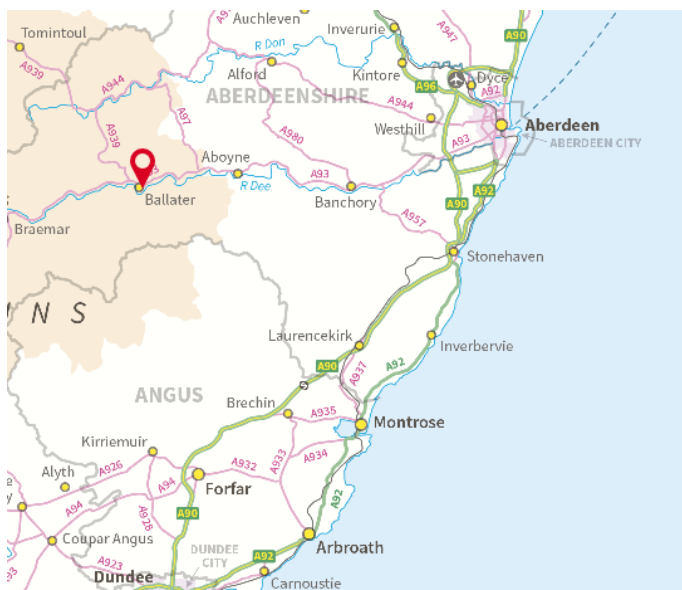 Auchleven
A947
A90
Tomintoul
Inverurie
R Don
A939
A944
Alford
Kintore
Dyce
A96
A92
ABERDEENSHIRE
A944
A97
Westhill
Aberdeen
A939
A980
A93
ABERDEEN CITY
Aboyne
A93
R Dee
Ballater
Banchory
A92
A90
A957
Braemar
Stonehaven
N S
Laurencekirk
Inverbervie
A90
A92
A937
ANGUS
Brechin
A935
Montrose
Kirriemuir
A933
A934
Alyth
A926
A932
A94
Forfar
A92
A94
A90
A928
Coupar Angus
Arbroath
DUNDEE
CITY
A92
A923
Dundee
Carnoustie